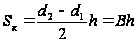 Sк = (d₂ - d₁)/2 h = Bh